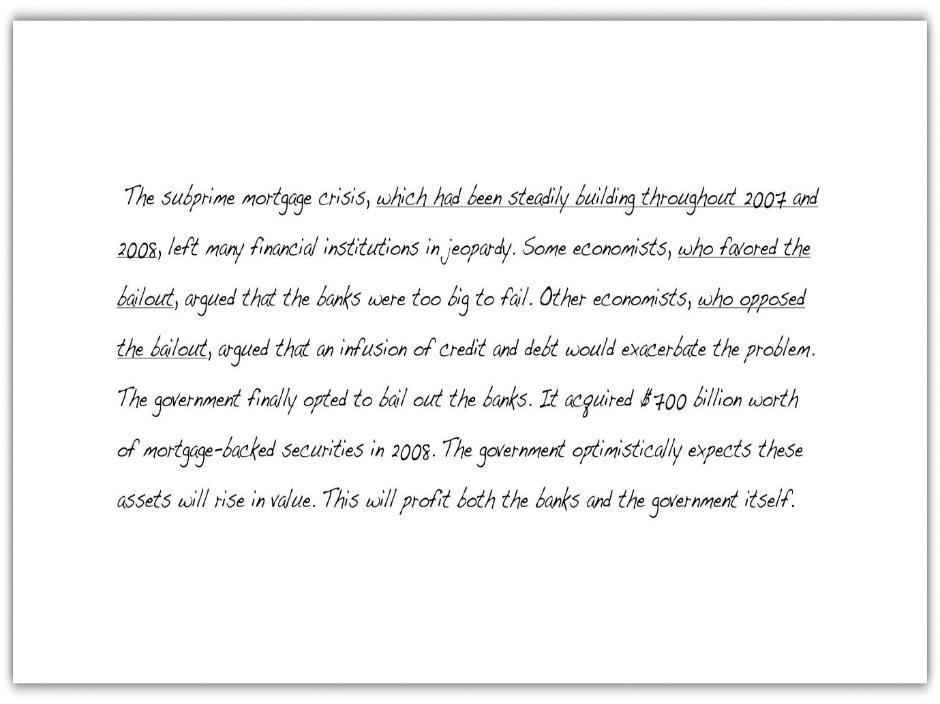 The subprime mortgage crisis, which had been steadily building throughout 2007 and
2008, left many financial institutions in jeopardy. Some economists, who favored the
bailout, argued that the banks were too big to fail. Other economists, who opposed
the bailout, argued that an infusion of credit and debt would exacerbate the problem.
The government finally opted to bail out the banks. It acquired $700 billion worth
of mortgage-backed securities in 2008. The government optimistically expects these
assets will rise in value. This will profit both the banks and the government itself.